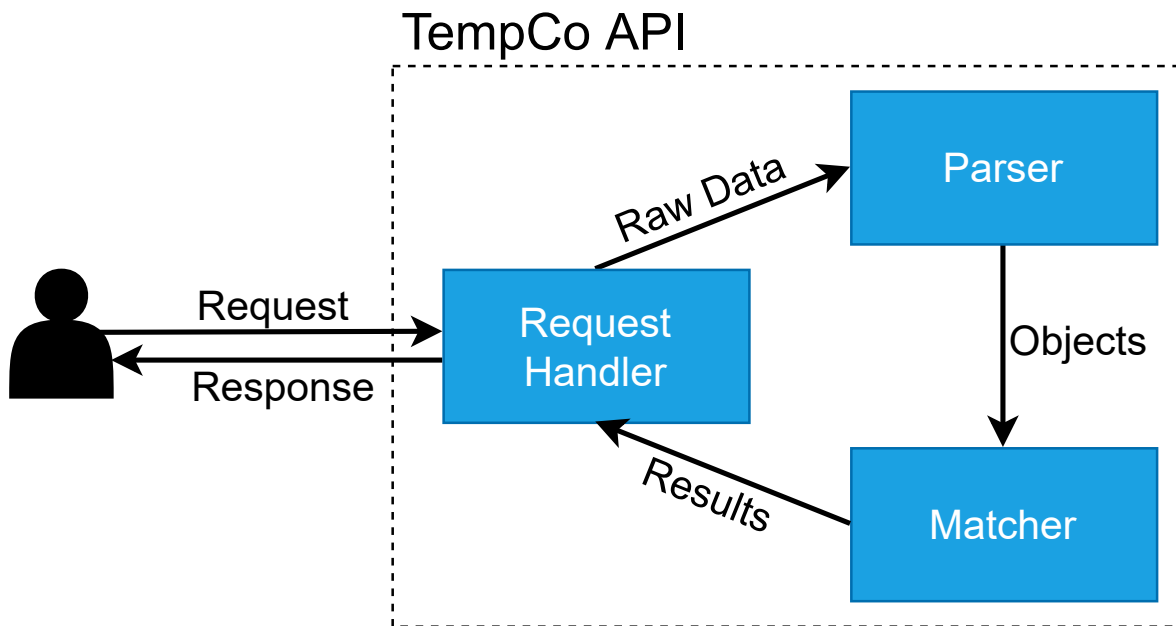 TempCo API
Parser
Raw Data
Request
Request
Handler
Objects
Response
Results
Matcher